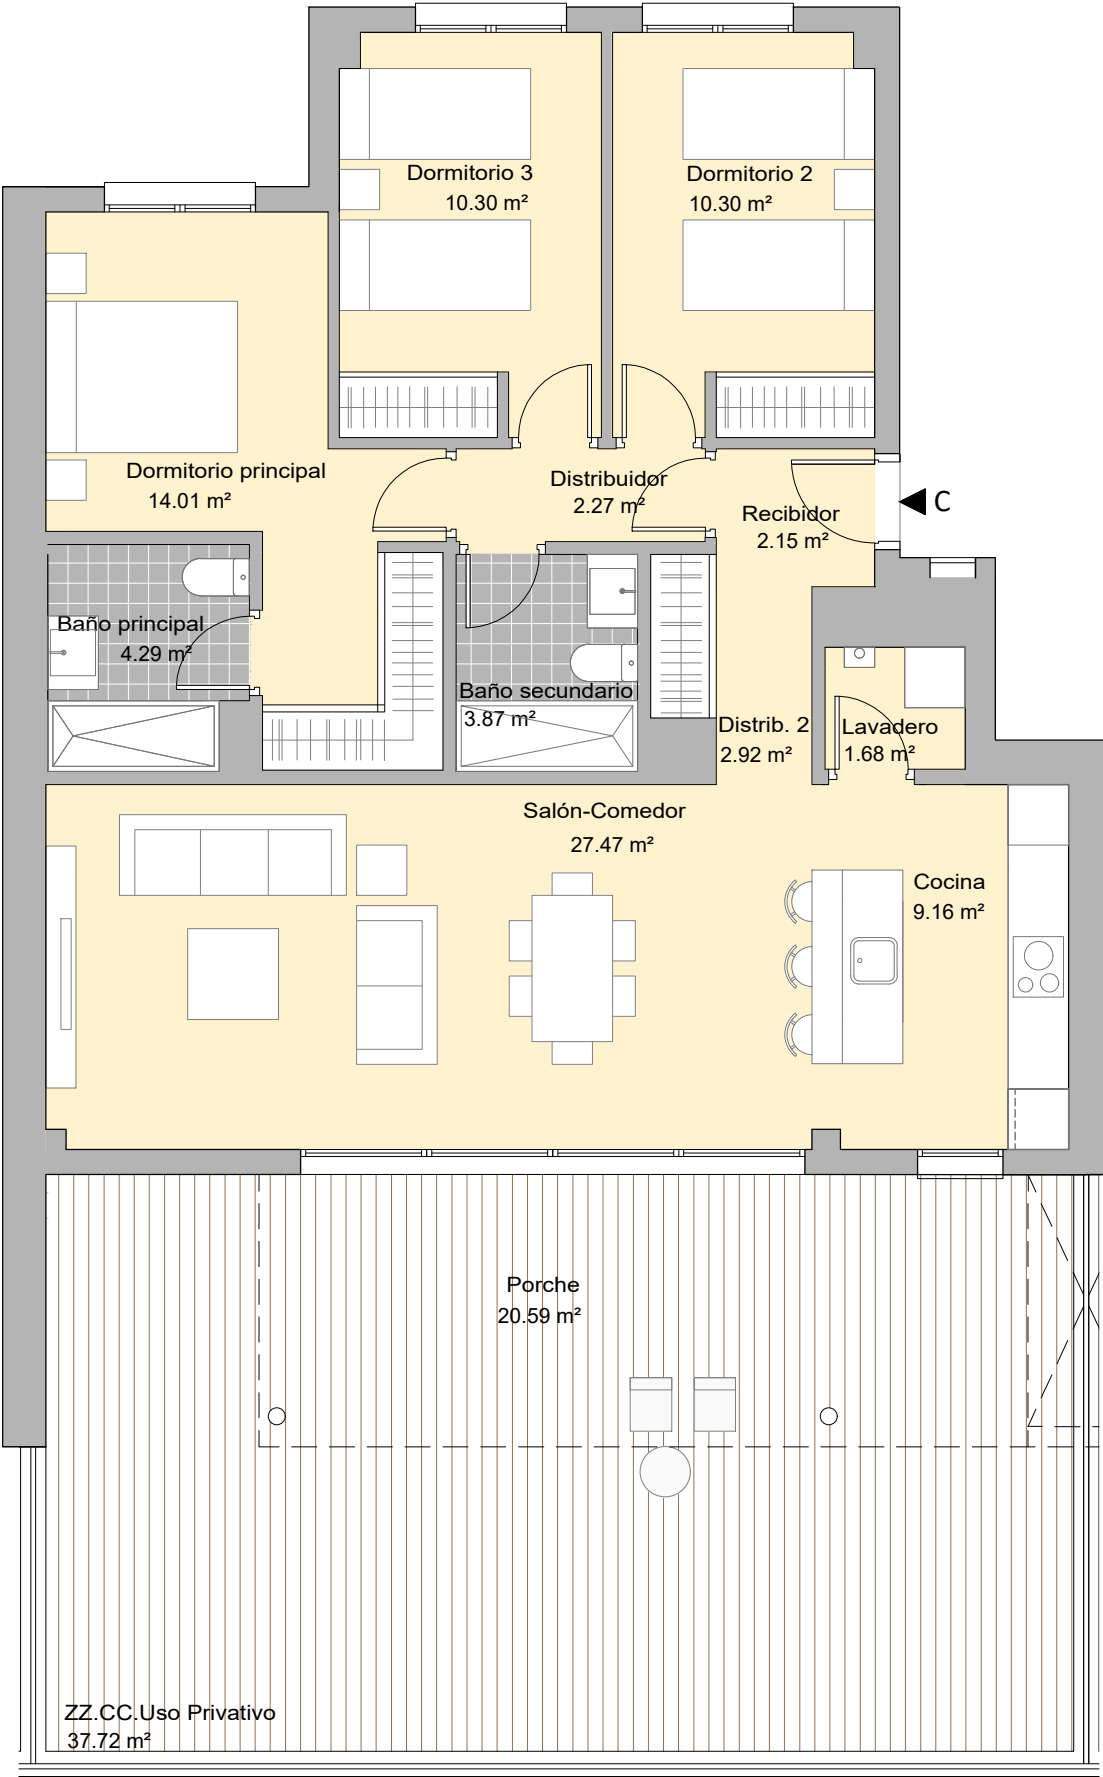 Dormitorio 3
10.30 m²
Dormitorio 2
10.30 m²
Dormitorio principal
14.01 m²
Distribuidor
2.27 m²
Recibidor
2.15 m²
C
Baño principal
4.29 m²
Baño secundario
3.87 m²
Distrib. 2
2.92 m²
Lavadero
1.68 m²
Salón-Comedor
27.47 m²
Cocina
9.16 m²
Porche
20.59 m²
ZZ.CC.Uso Privativo
37.72 m²